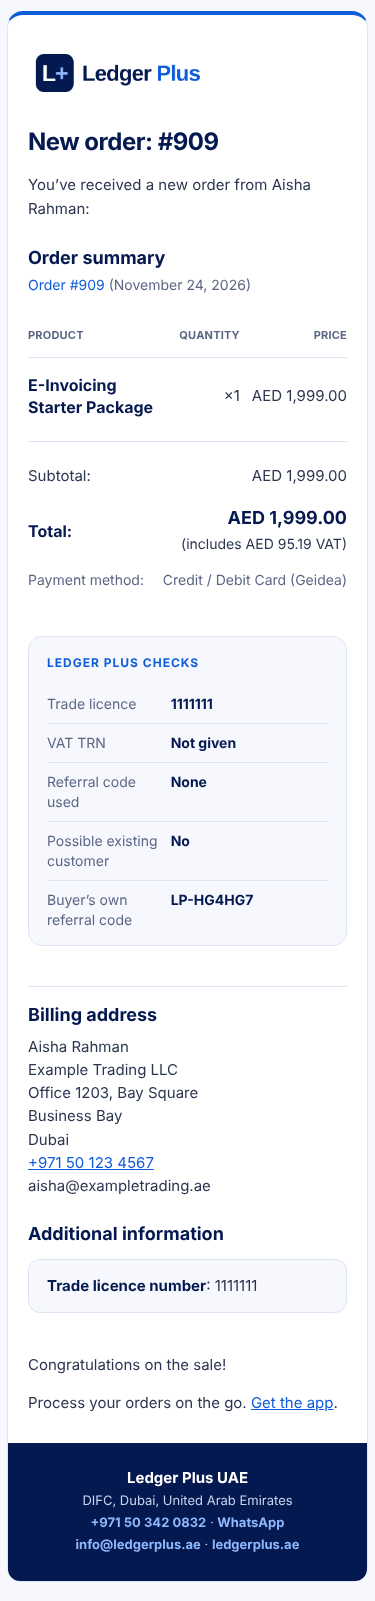 L+ Ledger Plus
New order: #909
You’ve received a new order from Aisha
Rahman:
Order summary
Order #909 (November 24, 2026)
PRODUCT QUANTITY PRICE
E-Invoicing
Starter Package
×1 AED 1,999.00
Subtotal: AED 1,999.00
Total: AED 1,999.00
(includes AED 95.19 VAT)
Payment method: Credit / Debit Card (Geidea)
LEDGER PLUS CHECKS
Trade licence 1111111
VAT TRN Not given
Referral code
used
None
Possible existing
customer
No
Buyer’s own
referral code
LP-HG4HG7
Billing address
Aisha Rahman
Example Trading LLC
Office 1203, Bay Square
Business Bay
Dubai
+971 50 123 4567
aisha@exampletrading.ae
Additional information
Trade licence number: 1111111
Congratulations on the sale!
Process your orders on the go. Get the app.
Ledger Plus UAE
DIFC, Dubai, United Arab Emirates
+971 50 342 0832 · WhatsApp
info@ledgerplus.ae · ledgerplus.ae